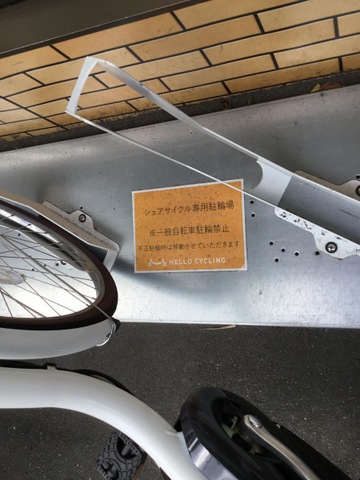 シェアサイクル専用駐輪場
※一般自転車駐輪禁止
不正駐輪時は移動させていただきます
HELLO CYCLING